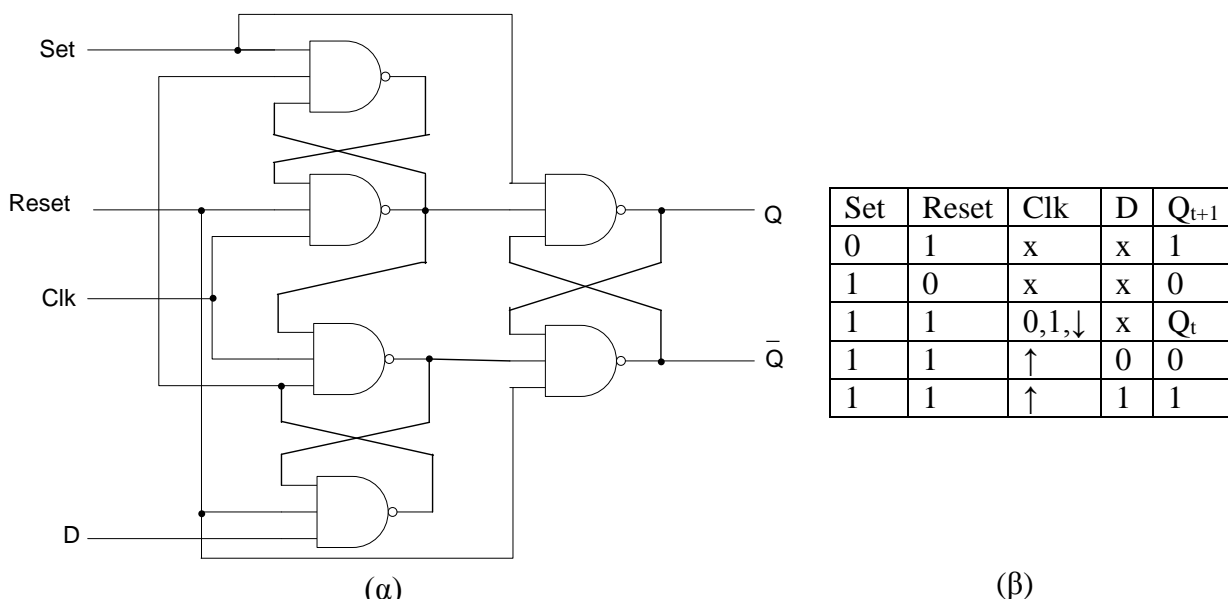 Set
Reset
Clk
D
Q
Q̅
(α)
Set Reset Clk D Qt+1
0 1 x x 1
1 0 x x 0
1 1 0,1,↓ x Qt
1 1 ↑ 0 0
1 1 ↑ 1 1
(β)